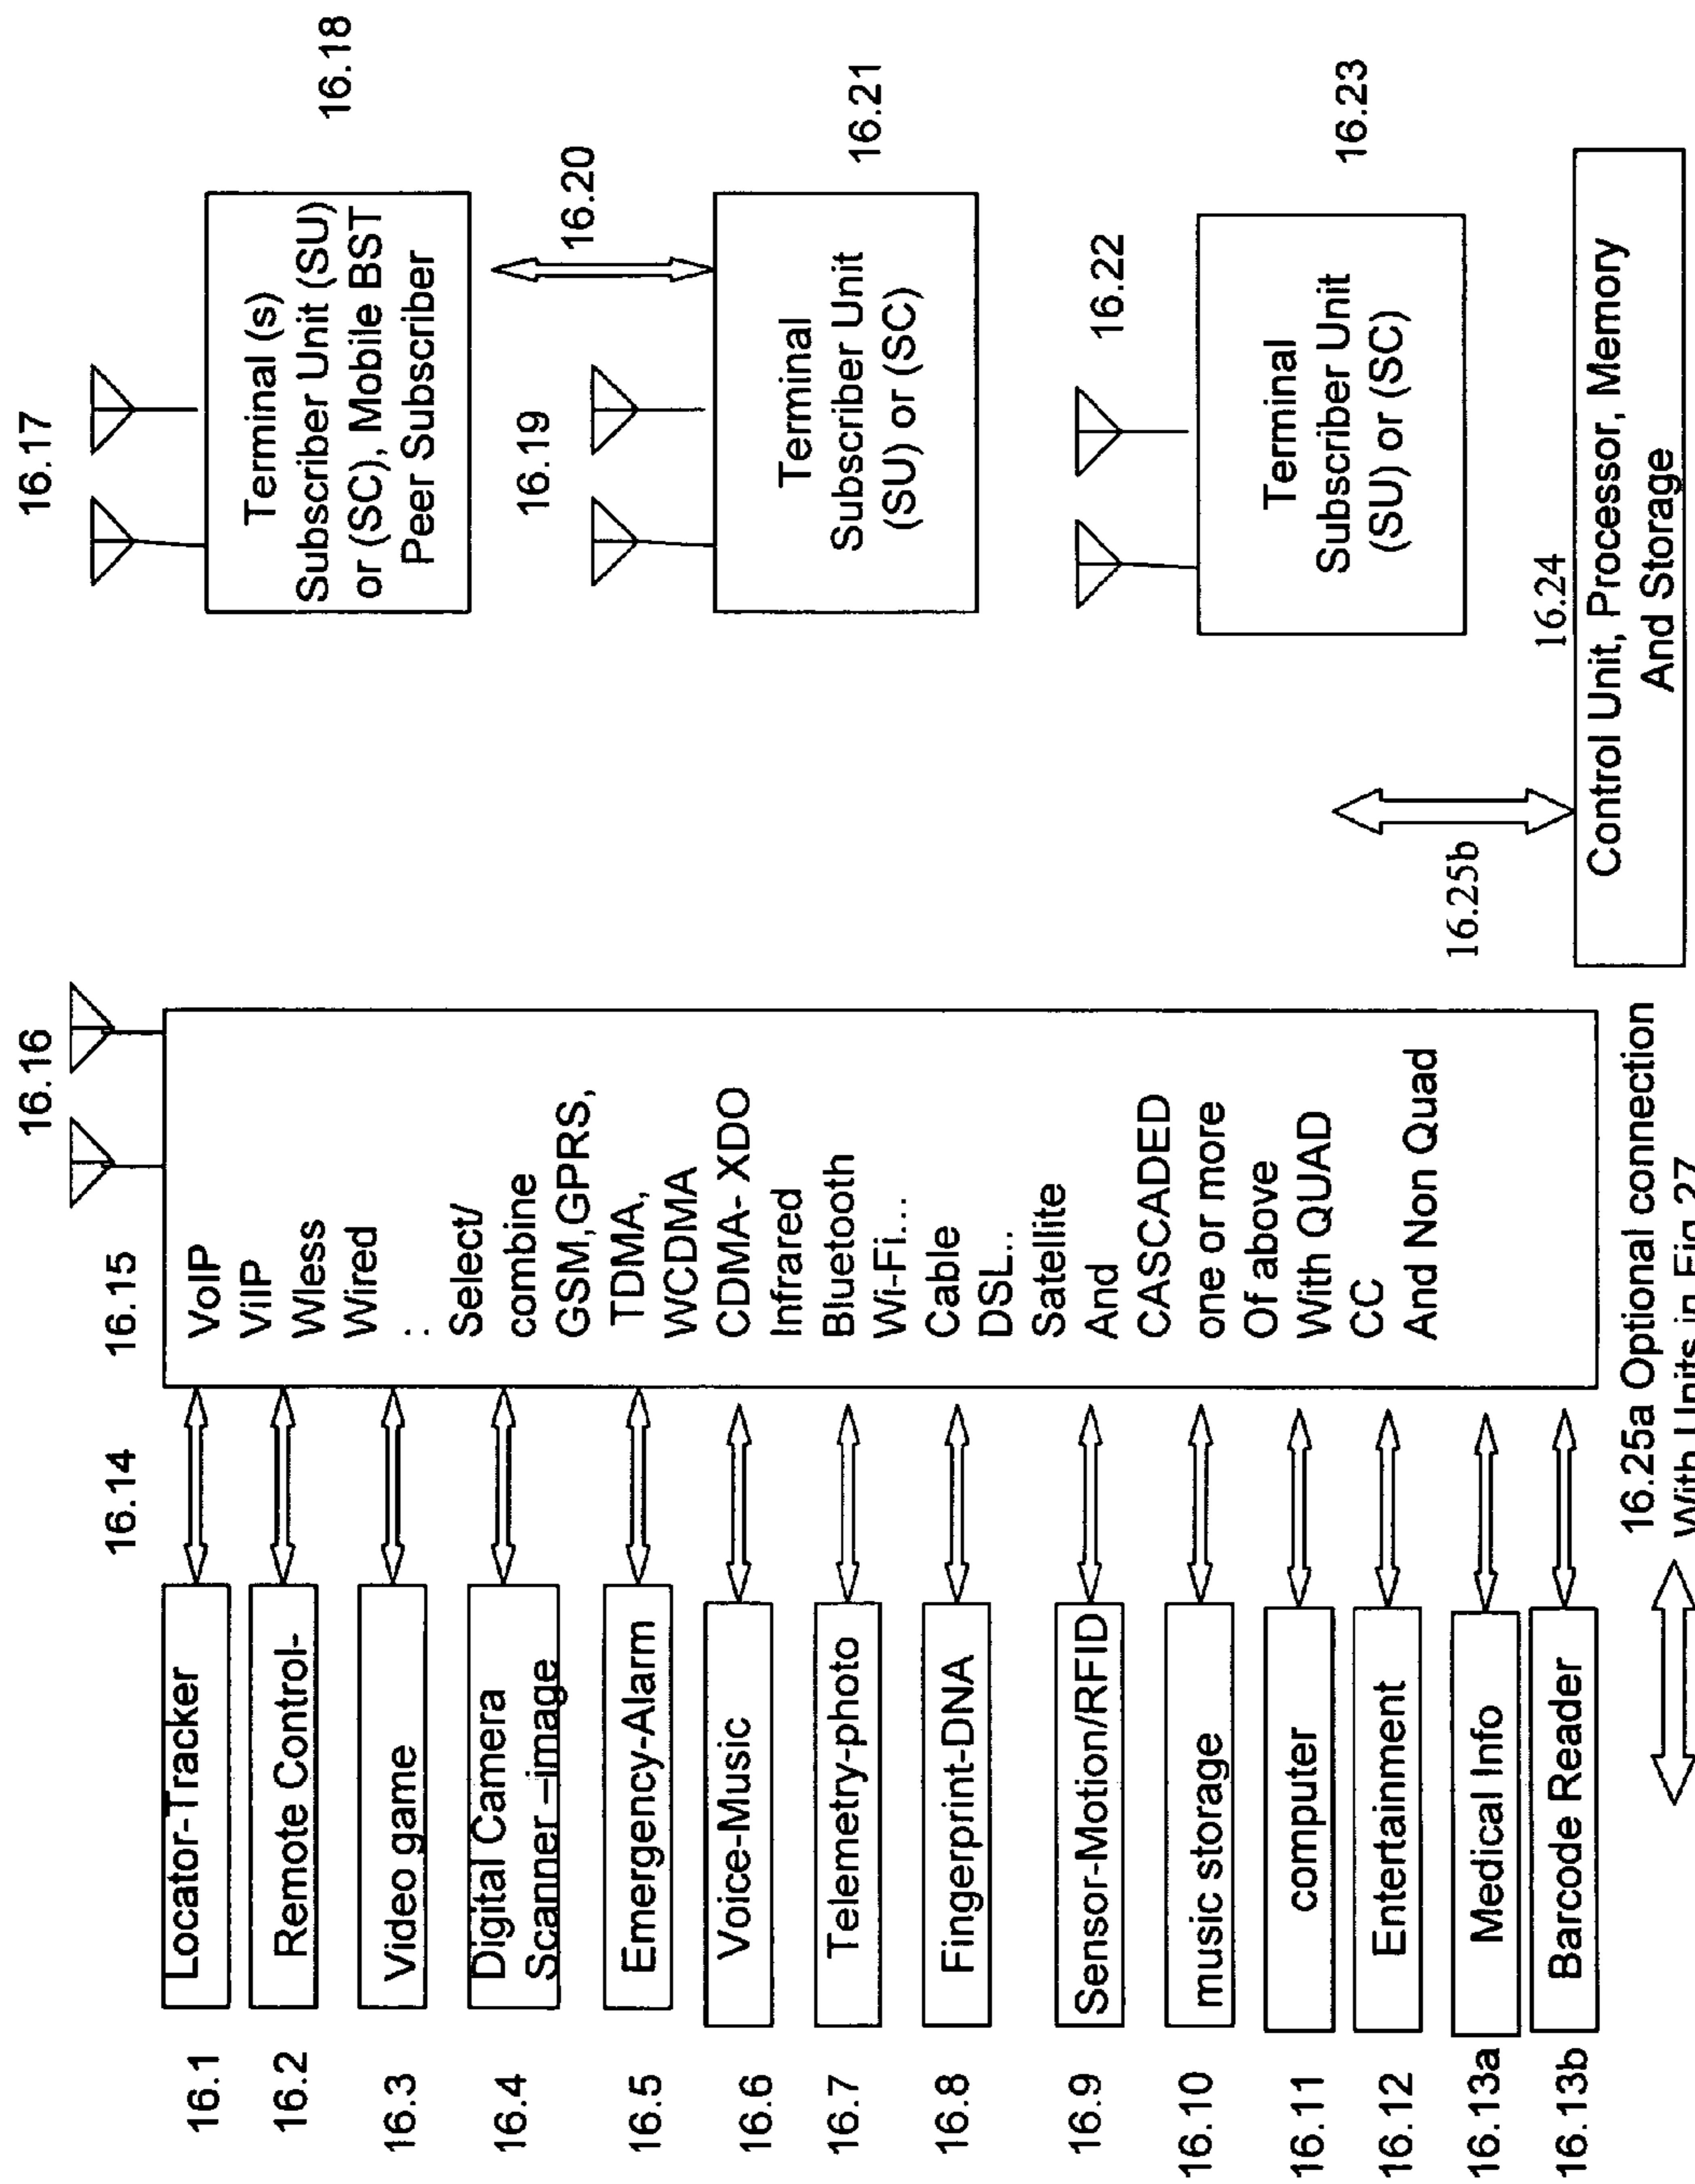 16.14
16.15
16.16
16.17
16.18
16.1
Locator-Tracker
16.2
Remote Control-
16.3
Video game
16.4
Digital Camera
Scanner –image
16.5
Emergency-Alarm
16.6
Voice-Music
16.7
Telemetry-photo
16.8
Fingerprint-DNA
16.9
Sensor-Motion/RFID
16.10
music storage
16.11
computer
16.12
Entertainment
16.13a
Medical Info
16.13b
Barcode Reader
VoIP
ViIP
Wless
Wired
:
Select/
combine
GSM,GPRS,
TDMA,
WCDMA
CDMA- XDO
Infrared
Bluetooth
Wi-Fi...
Cable
DSL..
Satellite
And
CASCADED
one or more
Of above
With QUAD
CC
And Non Quad
16.25a Optional connection
With Units in Fig 27
Terminal (s)
Subscriber Unit (SU)
or (SC), Mobile BST
Peer Subscriber
16.19
16.20
Terminal
Subscriber Unit
(SU) or (SC)
16.21
16.22
Terminal
Subscriber Unit
(SU) or (SC)
16.23
16.25b
16.24
Control Unit, Processor, Memory
And Storage